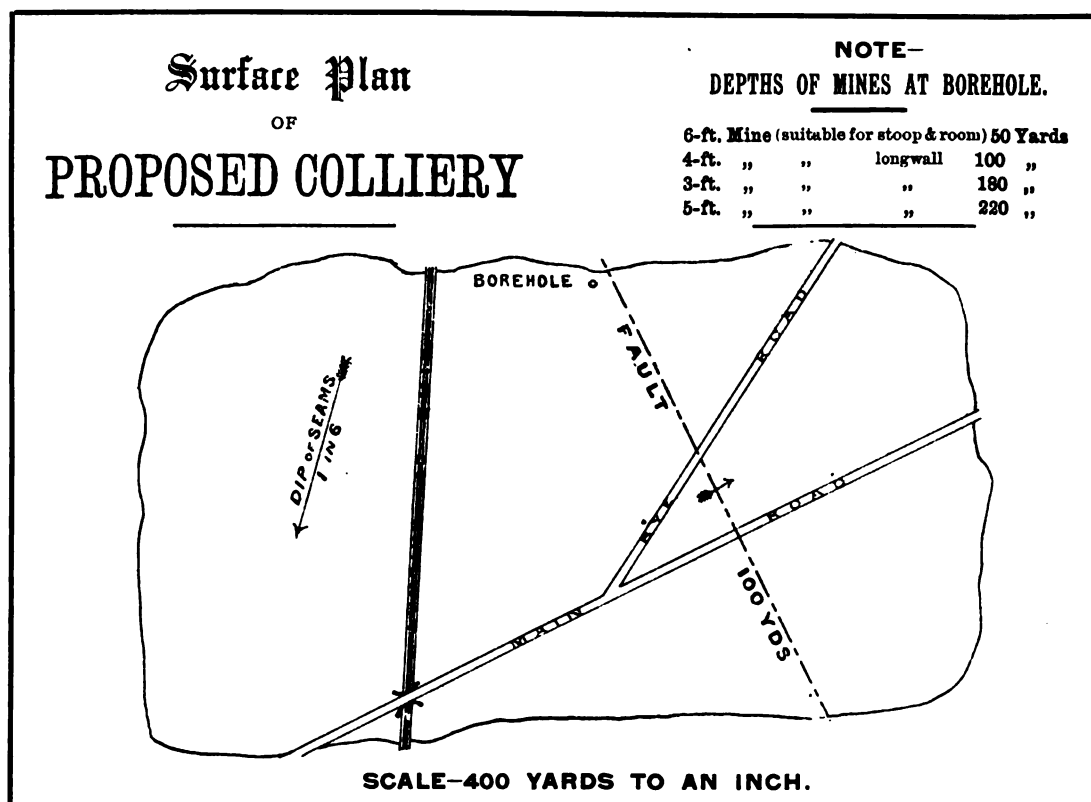 Surface Plan
OF
PROPOSED COLLIERY
NOTE—
DEPTHS OF MINES AT BOREHOLE.
6-ft. Mine (suitable for stoop & room) 50 Yards
4-ft. „ „ longwall 100 „
3-ft. „ „ „ 180 „
5-ft. „ „ „ 220 „
BOREHOLE
FAULT
ROAD
DIP OF SEAMS
1 IN 6
BYE
ROAD
100 YDS
MAIN
SCALE—400 YARDS TO AN INCH.